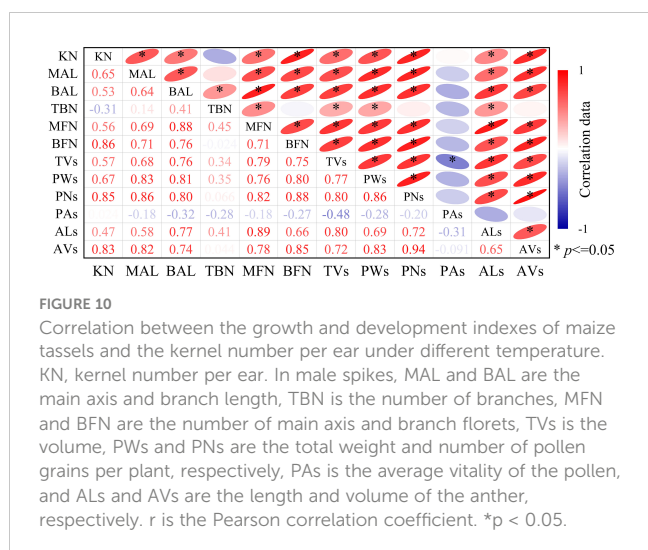 KN KN * * * * * * * * * *
MAL 0.65 MAL * * * * * * * *
BAL 0.53 0.64 BAL * * * * * * * *
TBN -0.31 0.14 0.41 TBN * * * *
MFN 0.56 0.69 0.88 0.45 MFN * * * * * *
BFN 0.86 0.71 0.76 0.71 BFN * * * * *
TVs 0.57 0.68 0.76 0.34 0.79 0.75 TVs * * * * *
PWs 0.67 0.83 0.81 0.35 0.76 0.80 0.77 PWs * * *
PNs 0.85 0.86 0.80 0.82 0.88 0.80 0.86 PNs * *
PAs -0.18 -0.32 -0.28 -0.18 -0.27 -0.48 -0.28 -0.20 PAs
ALs 0.47 0.58 0.77 0.41 0.89 0.66 0.80 0.69 0.72 -0.31 ALs *
AVs 0.83 0.82 0.74 0.044 0.78 0.85 0.72 0.83 0.94 -0.091 0.65 AVs
KN MAL BAL TBN MFN BFN TVs PWs PNs PAs ALs AVs
1
Correlation data
-1
* p<=0.05
FIGURE 10
Correlation between the growth and development indexes of maize
tassels and the kernel number per ear under different temperature.
KN, kernel number per ear. In male spikes, MAL and BAL are the
main axis and branch length, TBN is the number of branches, MFN
and BFN are the number of main axis and branch florets, TVs is the
volume, PWs and PNs are the total weight and number of pollen
grains per plant, respectively, PAs is the average vitality of the pollen,
and ALs and AVs are the length and volume of the anther,
respectively. r is the Pearson correlation coefficient. *p < 0.05.